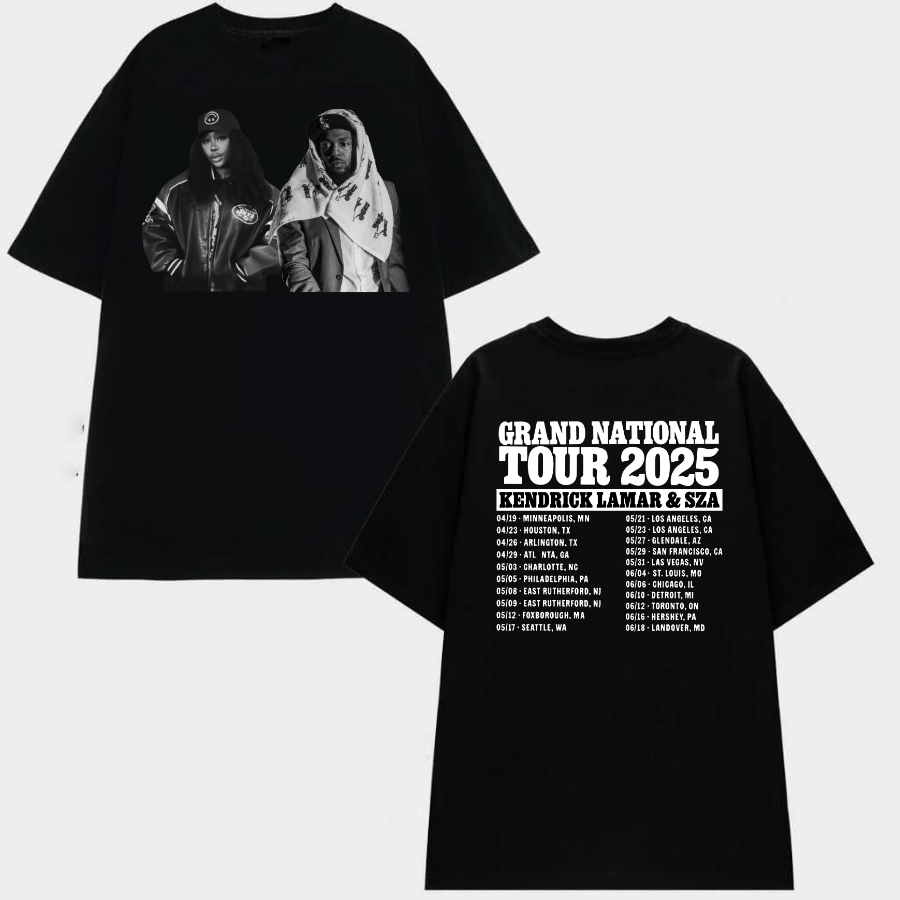 JETS
GRAND NATIONAL
TOUR 2025
KENDRICK LAMAR & SZA
04/19 · MINNEAPOLIS, MN
04/23 · HOUSTON, TX
04/26 · ARLINGTON, TX
04/29 · ATL NTA, GA
05/03 · CHARLOTTE, NC
05/05 · PHILADELPHIA, PA
05/08 · EAST RUTHERFORD, NJ
05/09 · EAST RUTHERFORD, NJ
05/12 · FOXBOROUGH, MA
05/17 · SEATTLE, WA
05/21 · LOS ANGELES, CA
05/23 · LOS ANGELES, CA
05/27 · GLENDALE, AZ
05/29 · SAN FRANCISCO, CA
05/31 · LAS VEGAS, NV
06/04 · ST. LOUIS, MO
06/06 · CHICAGO, IL
06/10 · DETROIT, MI
06/12 · TORONTO, ON
06/16 · HERSHEY, PA
06/18 · LANDOVER, MD